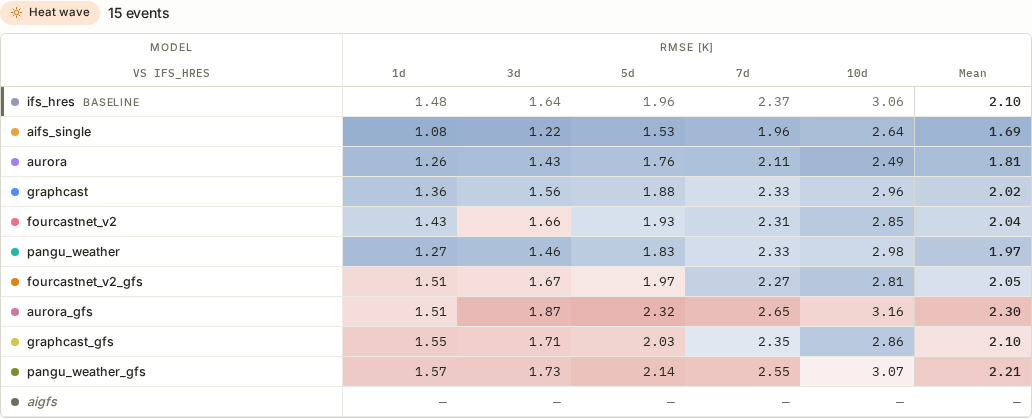 Heat wave 15 events
MODEL RMSE [K]
VS IFS_HRES 1d 3d 5d 7d 10d Mean
ifs_hres BASELINE 1.48 1.64 1.96 2.37 3.06 2.10
aifs_single 1.08 1.22 1.53 1.96 2.64 1.69
aurora 1.26 1.43 1.76 2.11 2.49 1.81
graphcast 1.36 1.56 1.88 2.33 2.96 2.02
fourcastnet_v2 1.43 1.66 1.93 2.31 2.85 2.04
pangu_weather 1.27 1.46 1.83 2.33 2.98 1.97
fourcastnet_v2_gfs 1.51 1.67 1.97 2.27 2.81 2.05
aurora_gfs 1.51 1.87 2.32 2.65 3.16 2.30
graphcast_gfs 1.55 1.71 2.03 2.35 2.86 2.10
pangu_weather_gfs 1.57 1.73 2.14 2.55 3.07 2.21
aigfs — — — — — —